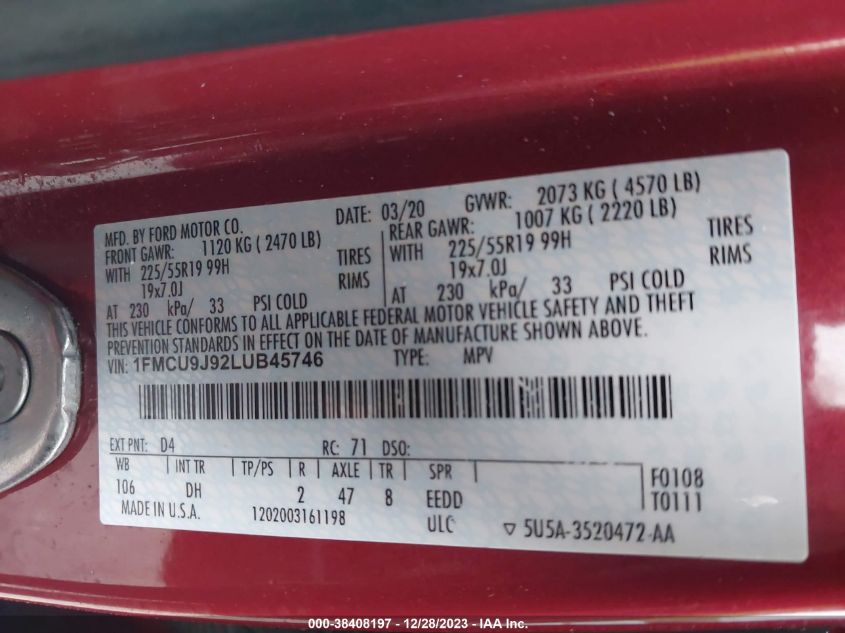 MFD. BY FORD MOTOR CO. DATE: 03/20 GVWR: 2073 KG ( 4570 LB)
FRONT GAWR: 1120 KG ( 2470 LB) REAR GAWR: 1007 KG ( 2220 LB)
WITH 225/55R19 99H TIRES WITH 225/55R19 99H TIRES
19x7.0J RIMS 19x7.0J RIMS
AT 230 kPa/ 33 PSI COLD AT 230 kPa/ 33 PSI COLD
THIS VEHICLE CONFORMS TO ALL APPLICABLE FEDERAL MOTOR VEHICLE SAFETY AND THEFT
PREVENTION STANDARDS IN EFFECT ON THE DATE OF MANUFACTURE SHOWN ABOVE.
VIN: 1FMCU9J92LUB45746 TYPE: MPV
EXT PNT: D4 RC: 71 DSO:
WB INT TR TP/PS R AXLE TR SPR F0108
106 DH 2 47 8 EEDD T0111
MADE IN U.S.A. 1202003161198 ULC ▽ 5U5A-3520472-AA
000-38408197 - 12/28/2023 - IAA Inc.